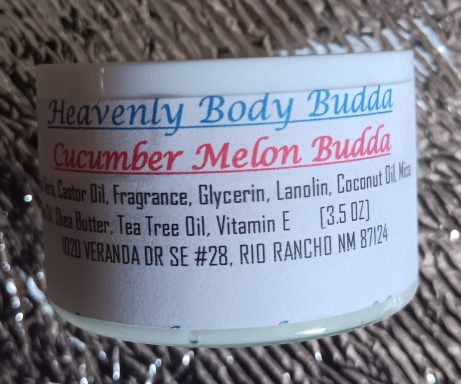 Heavenly Body Budda
Cucumber Melon Budda
Castor Oil, Fragrance, Glycerin, Lanolin, Coconut Oil, Mica,
Shea Butter, Tea Tree Oil, Vitamin E [3.5 OZ]
1020 VERANDA DR SE #28, RIO RANCHO NM 87124